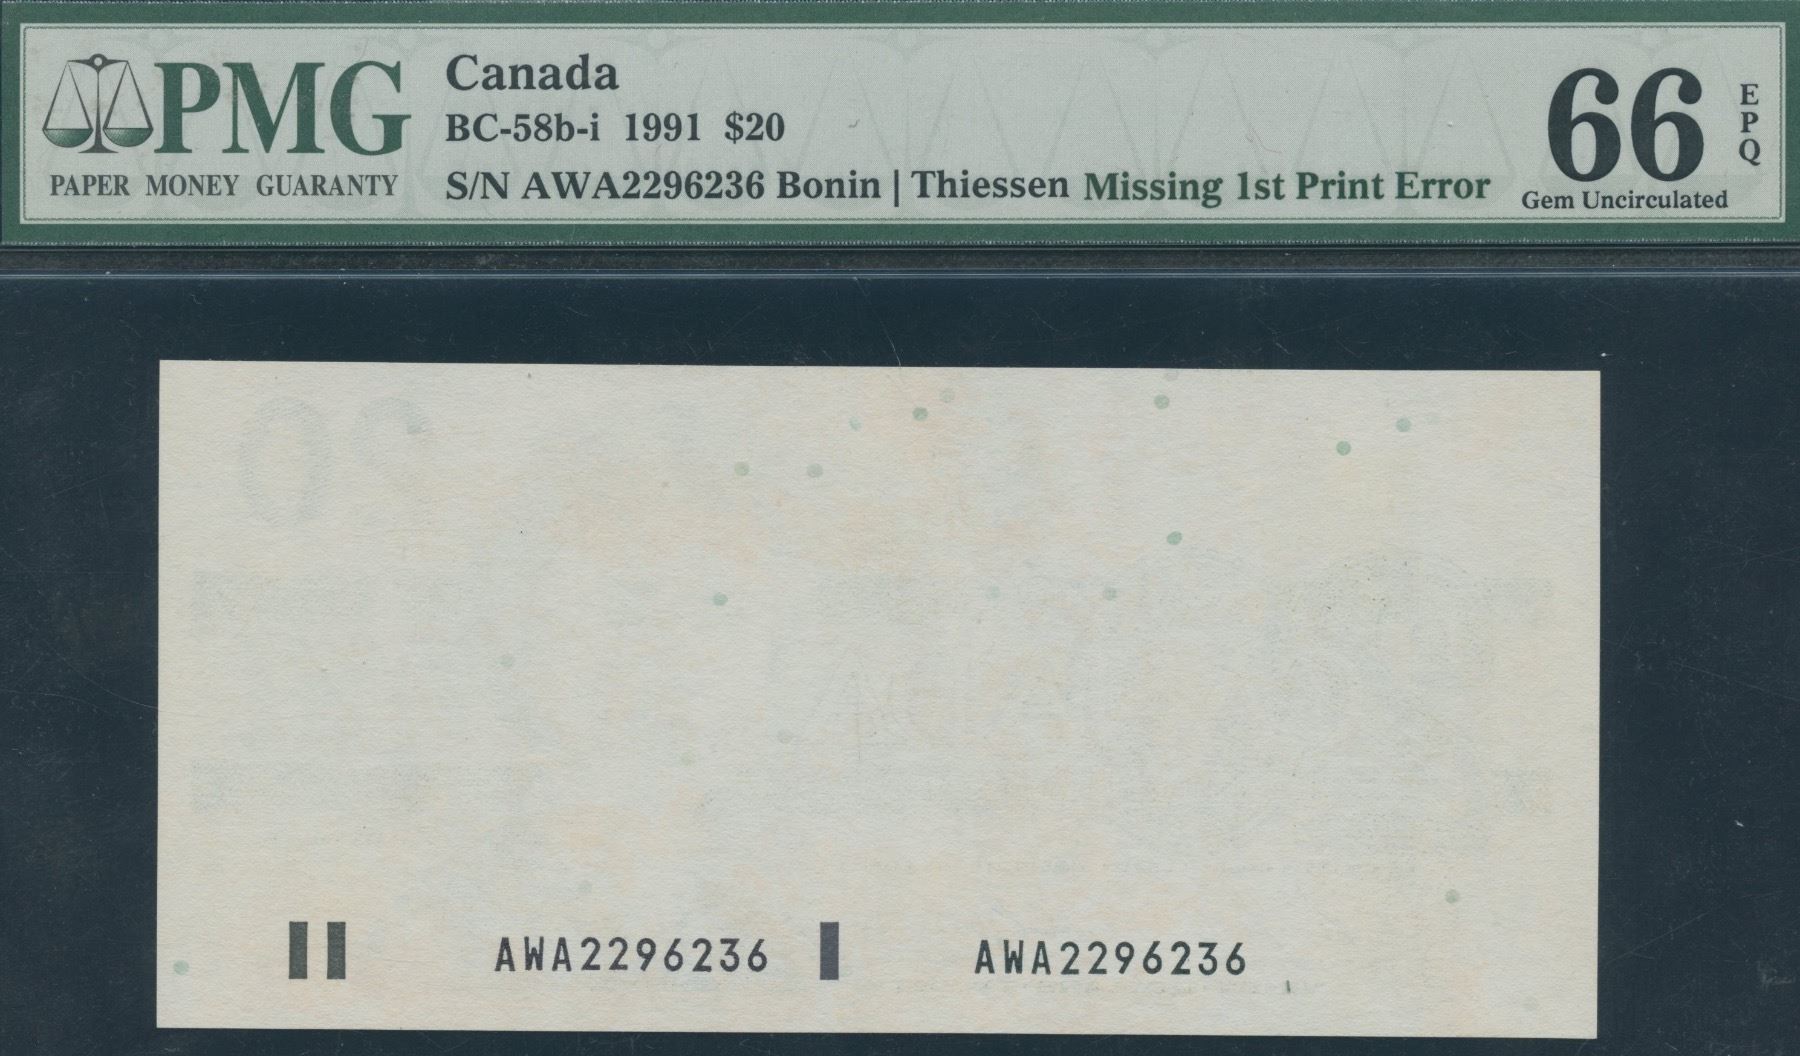 PMG
PAPER MONEY GUARANTY
Canada
BC-58b-i 1991 $20
S/N AWA2296236 Bonin | Thiessen Missing 1st Print Error
66
EPQ
Gem Uncirculated
AWA2296236 AWA2296236